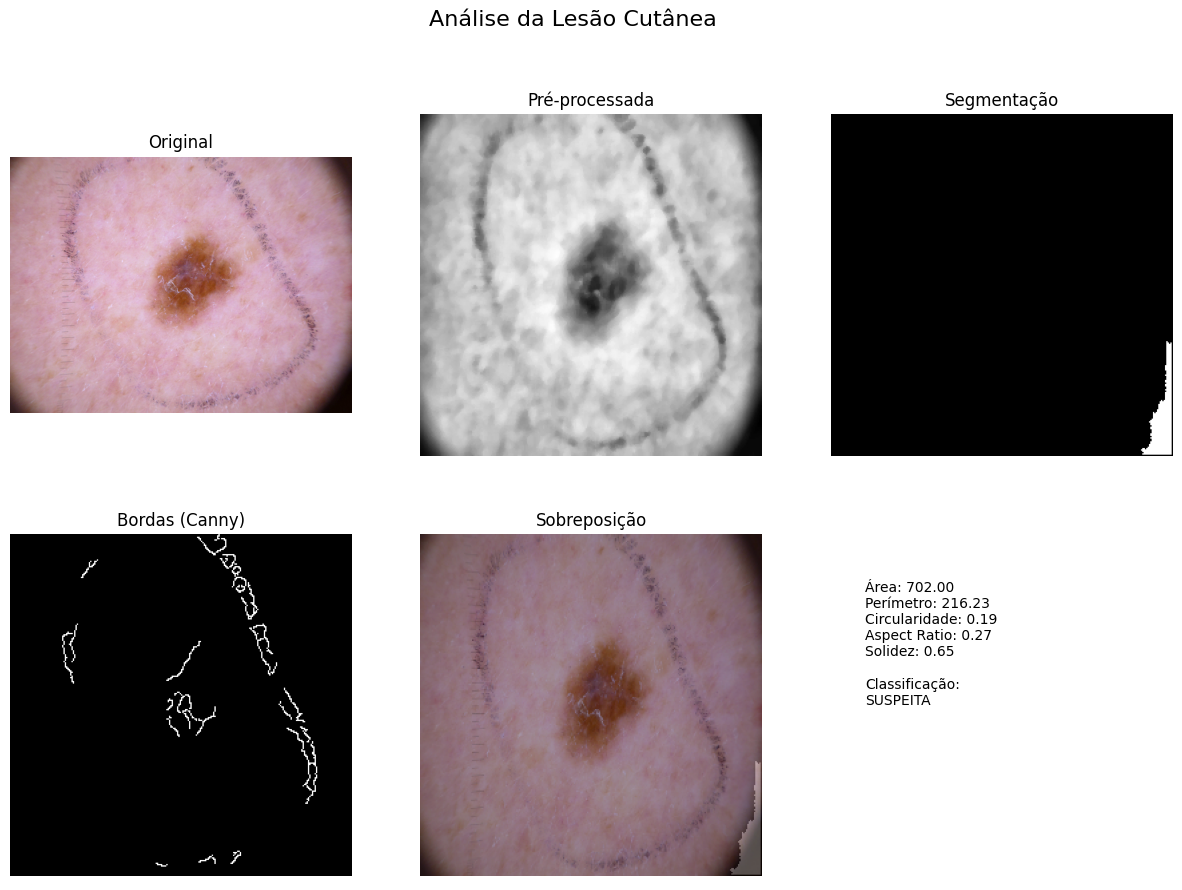 Análise da Lesão Cutânea
Original
Pré-processada
Segmentação
Bordas (Canny)
Sobreposição
Área: 702.00
Perímetro: 216.23
Circularidade: 0.19
Aspect Ratio: 0.27
Solidez: 0.65
Classificação:
SUSPEITA